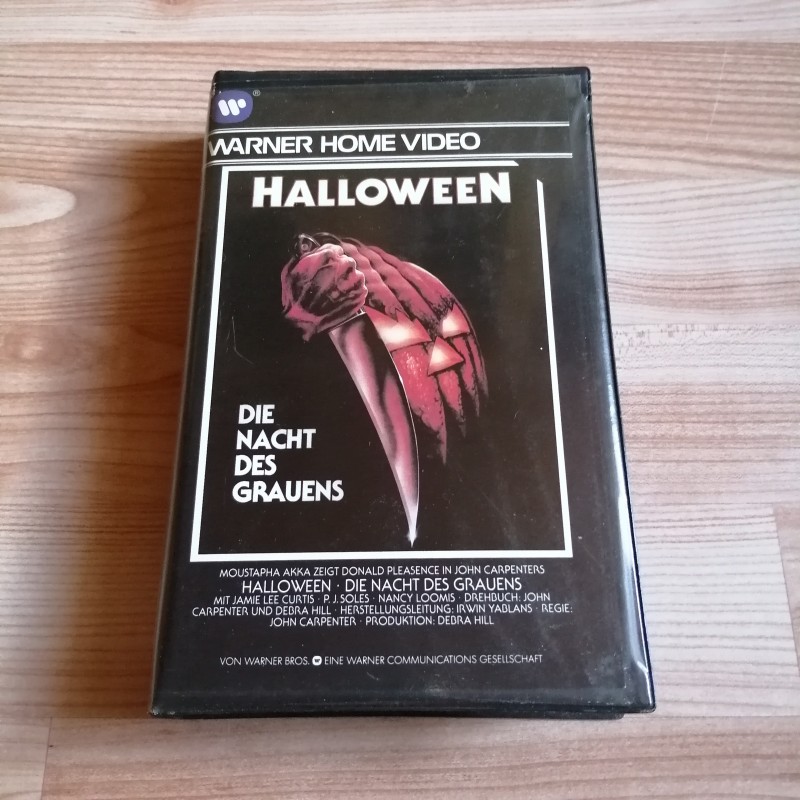 W ®
WARNER HOME VIDEO
HALLOWEEN
DIE
NACHT
DES
GRAUENS
MOUSTAPHA AKKA ZEIGT DONALD PLEASENCE IN JOHN CARPENTERS
HALLOWEEN · DIE NACHT DES GRAUENS
MIT JAMIE LEE CURTIS · P. J. SOLES · NANCY LOOMIS · DREHBUCH: JOHN
CARPENTER UND DEBRA HILL · HERSTELLUNGSLEITUNG: IRWIN YABLANS · REGIE:
JOHN CARPENTER · PRODUKTION: DEBRA HILL
VON WARNER BROS. W EINE WARNER COMMUNICATIONS GESELLSCHAFT